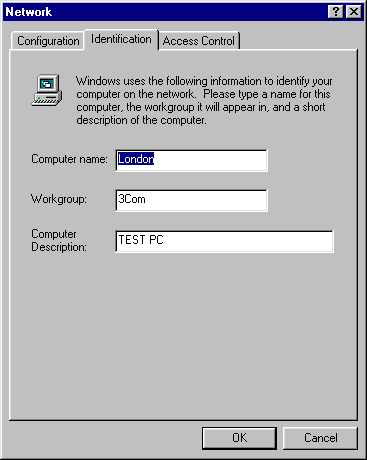 Network
Configuration Identification Access Control
Windows uses the following information to identify your
computer on the network. Please type a name for this
computer, the workgroup it will appear in, and a short
description of the computer.
Computer name: London
Workgroup: 3Com
Computer
Description: TEST PC
OK Cancel